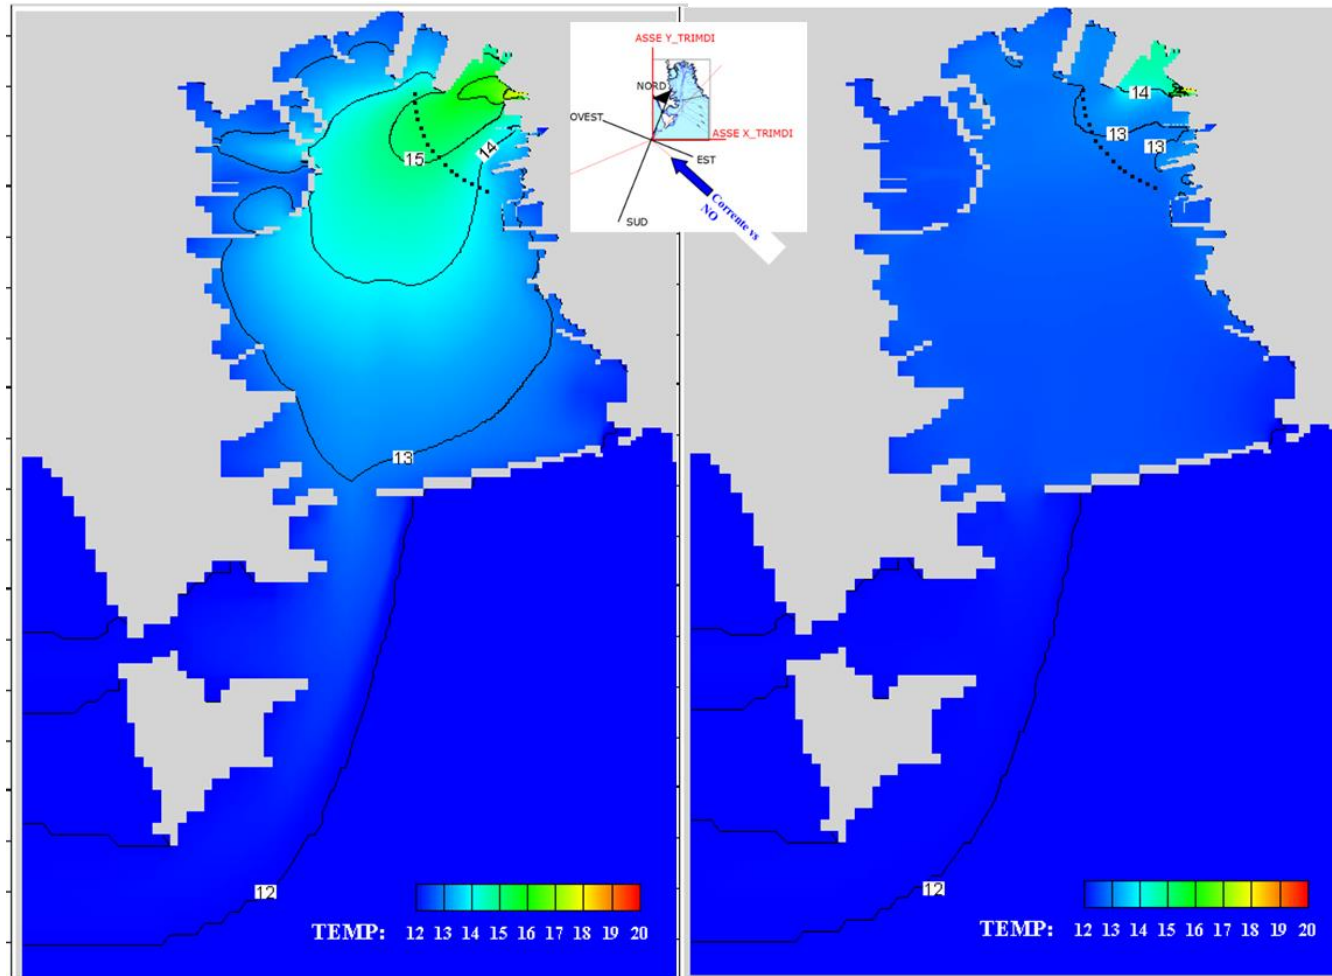 ASSE Y_TRIMDI
NORD
OVEST
ASSE X_TRIMDI
EST
SUD
Corrente vs
NO
15
14
13
12
TEMP: 12 13 14 15 16 17 18 19 20
14
13
13
12
TEMP: 12 13 14 15 16 17 18 19 20